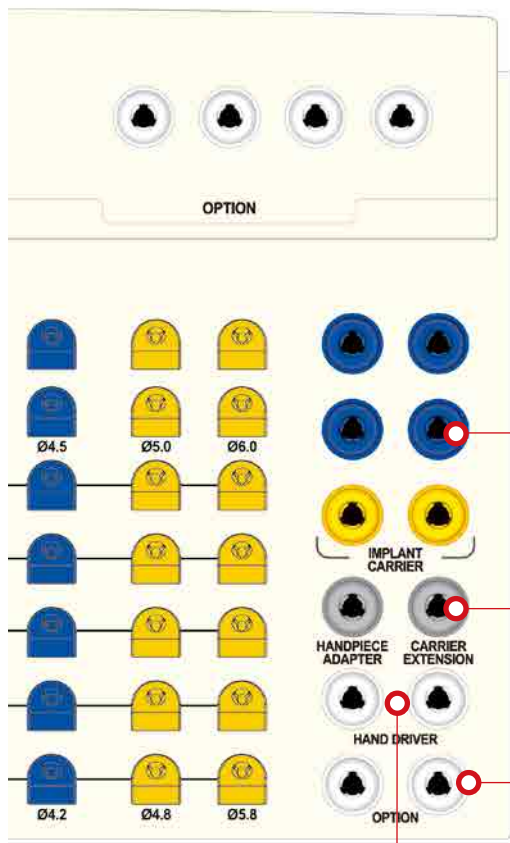 OPTION
Ø4.5 Ø5.0 Ø6.0
IMPLANT
CARRIER
HANDPIECE
ADAPTER
CARRIER
EXTENSION
HAND DRIVER
Ø4.2 Ø4.8 Ø5.8
OPTION